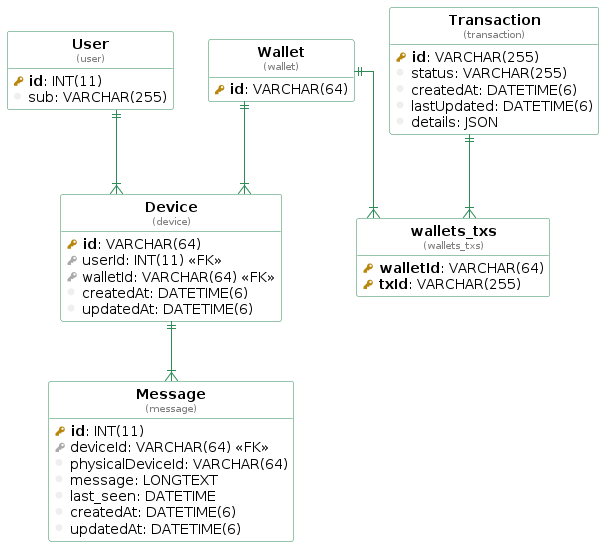 User
(user)
id: INT(11)
sub: VARCHAR(255)
Wallet
(wallet)
id: VARCHAR(64)
Transaction
(transaction)
id: VARCHAR(255)
status: VARCHAR(255)
createdAt: DATETIME(6)
lastUpdated: DATETIME(6)
details: JSON
Device
(device)
id: VARCHAR(64)
userId: INT(11) «FK»
walletId: VARCHAR(64) «FK»
createdAt: DATETIME(6)
updatedAt: DATETIME(6)
wallets_txs
(wallets_txs)
walletId: VARCHAR(64)
txId: VARCHAR(255)
Message
(message)
id: INT(11)
deviceId: VARCHAR(64) «FK»
physicalDeviceId: VARCHAR(64)
message: LONGTEXT
last_seen: DATETIME
createdAt: DATETIME(6)
updatedAt: DATETIME(6)